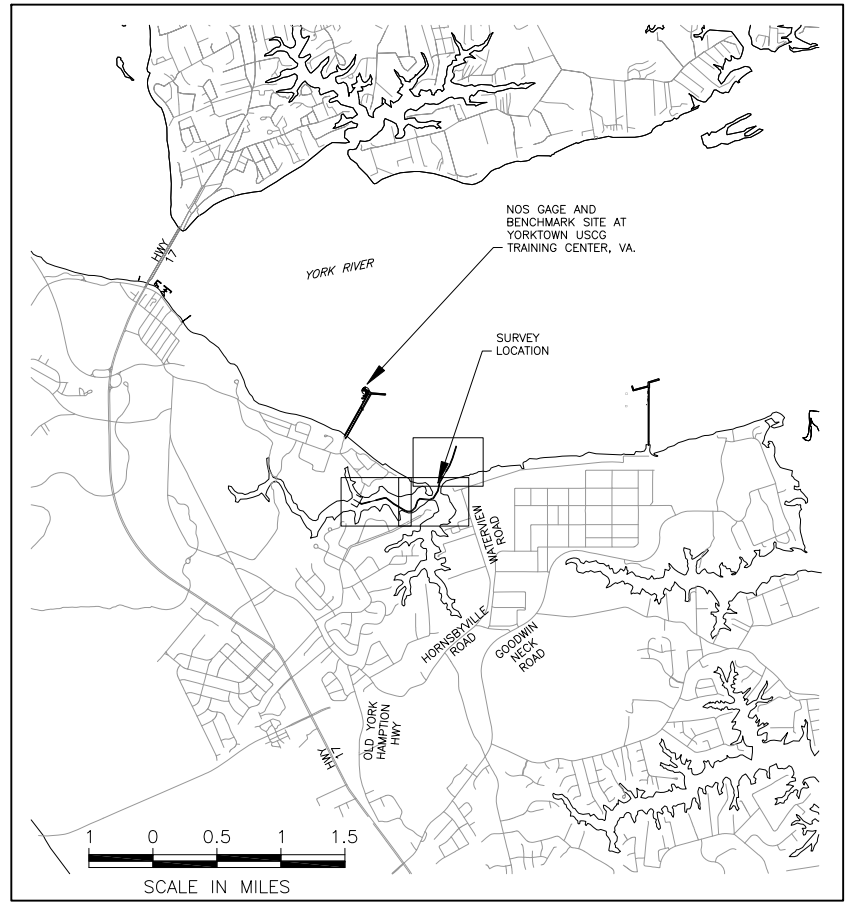 NOS GAGE AND
BENCHMARK SITE AT
YORKTOWN USCG
TRAINING CENTER, VA.
HWY
17
YORK RIVER
SURVEY
LOCATION
WATERVIEW
ROAD
HORNSBYVILLE
ROAD
GOODWIN
NECK
ROAD
OLD YORK
HAMPTION
HWY
HWY
17
1 0 0.5 1 1.5
SCALE IN MILES